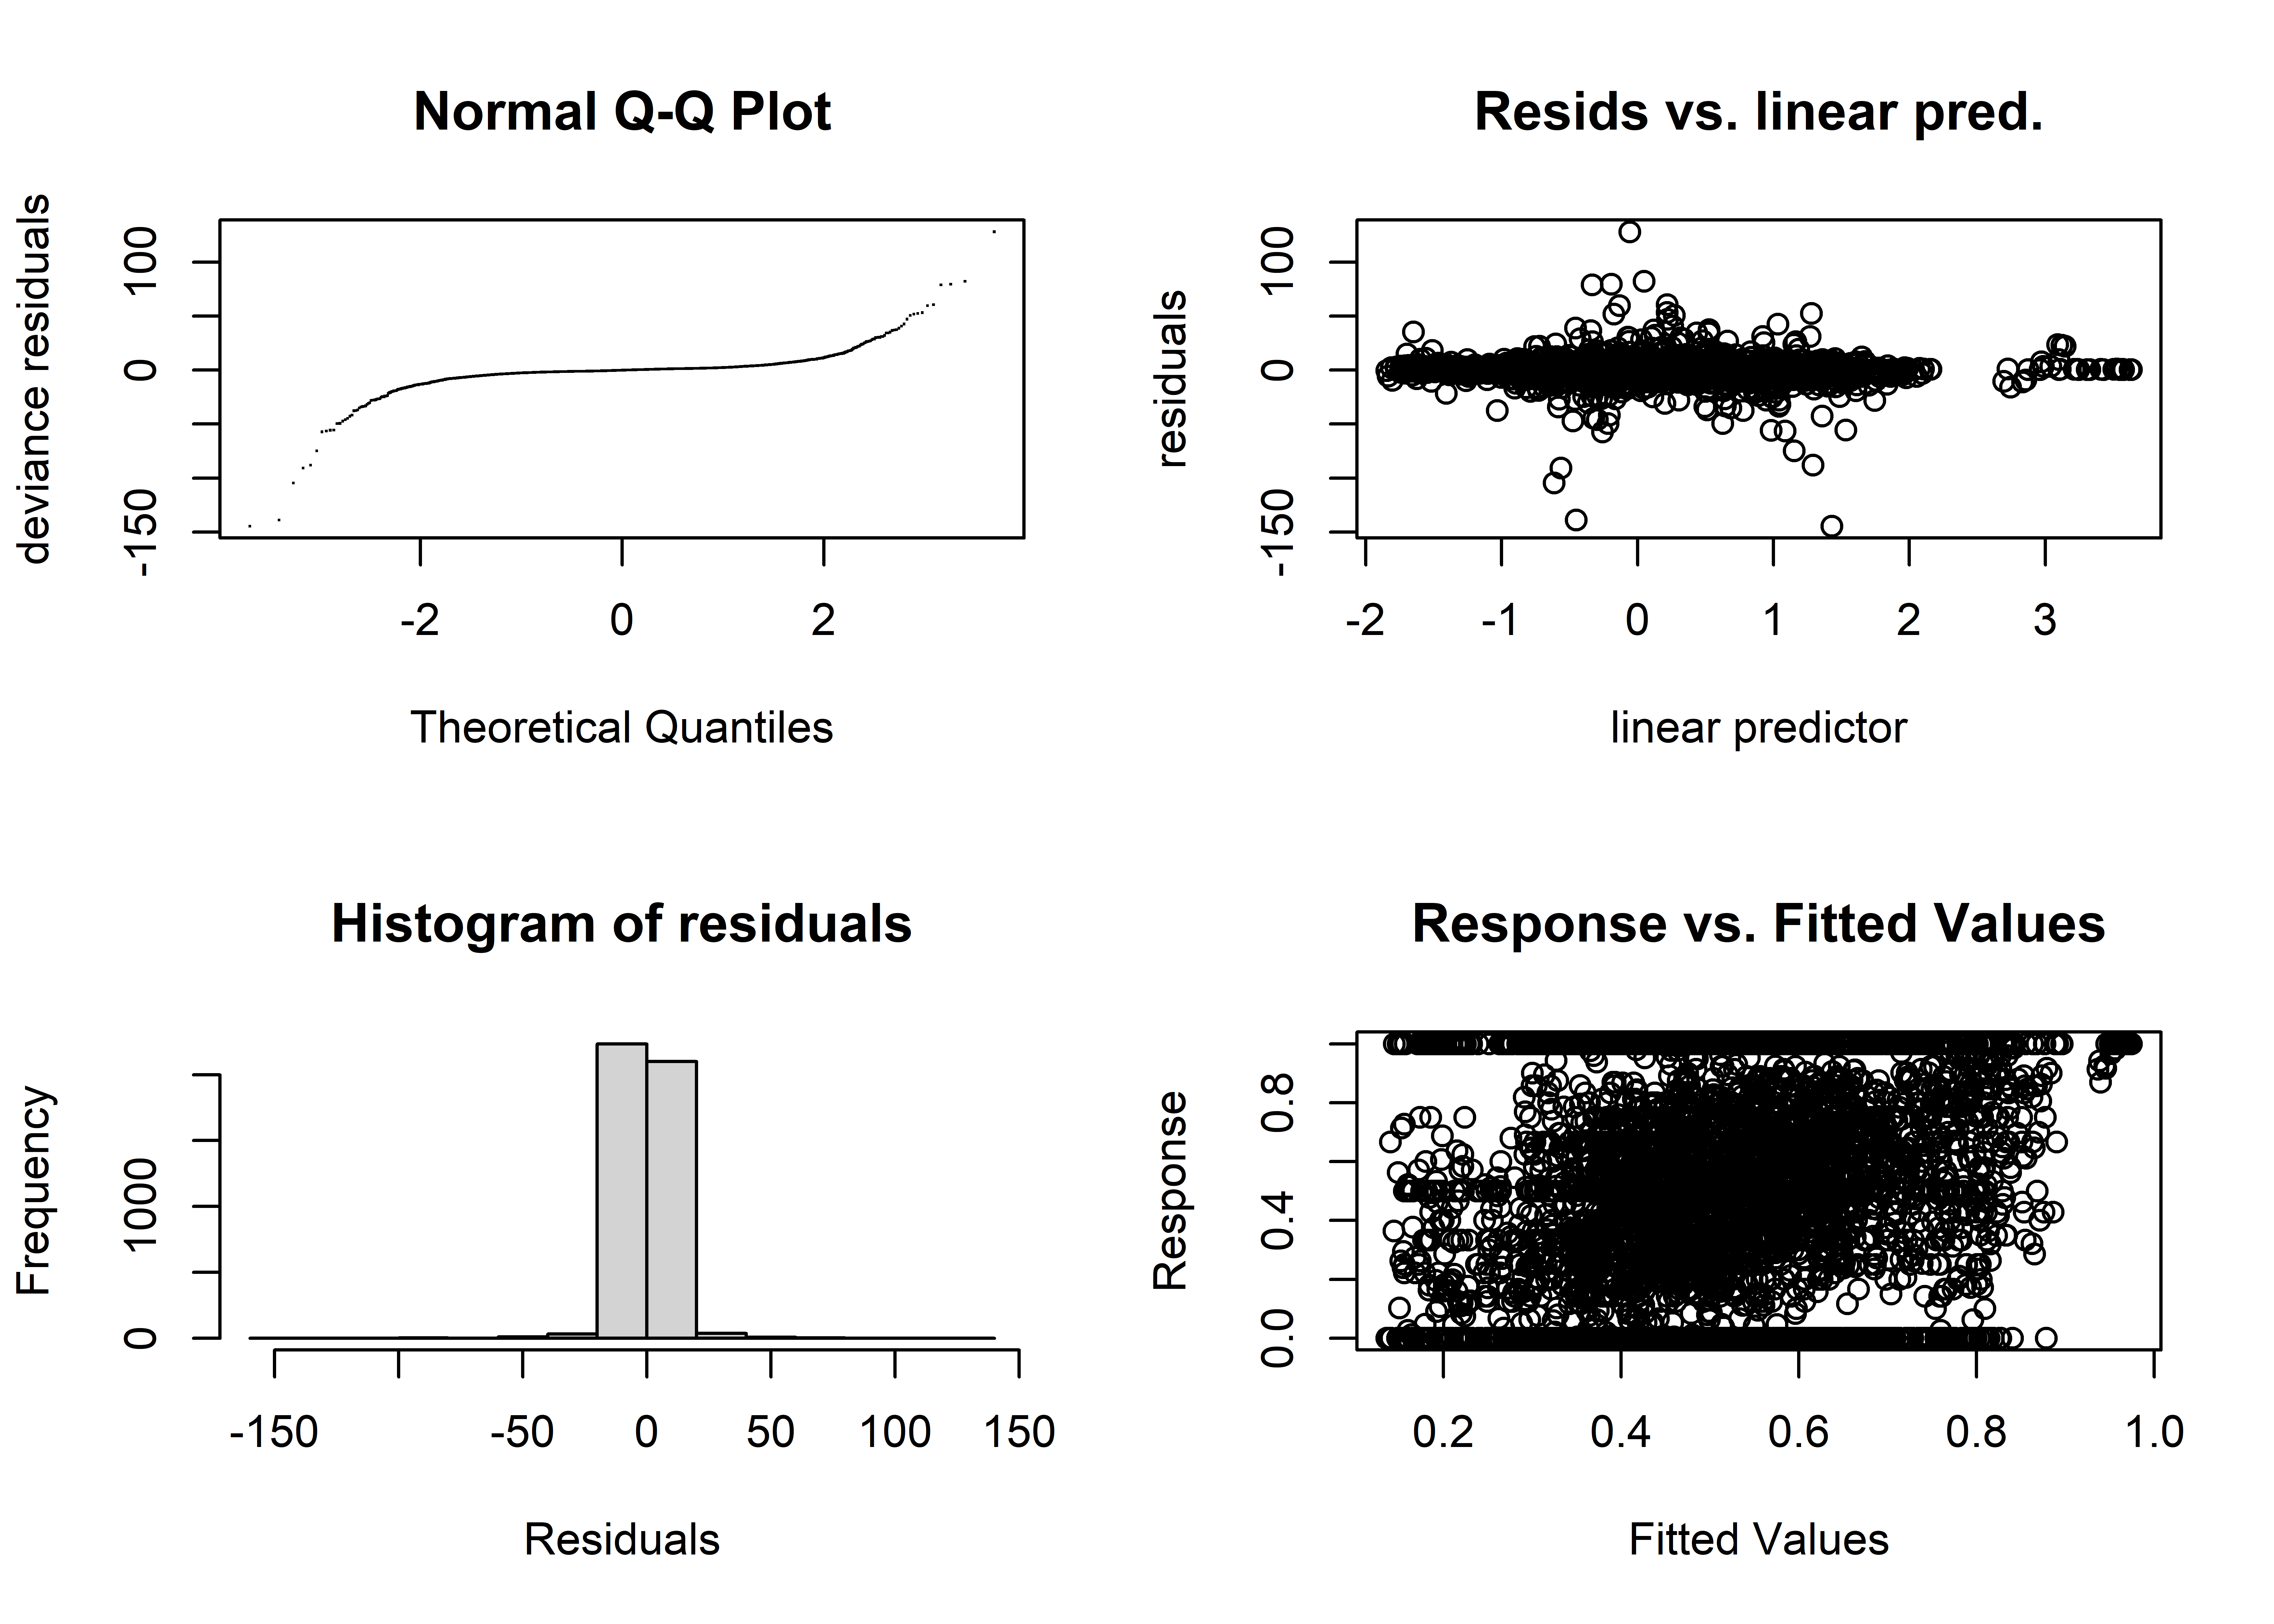 Normal Q-Q Plot
deviance residuals
100
0
-150
-2 0 2
Theoretical Quantiles
Resids vs. linear pred.
residuals
100
0
-150
-2 -1 0 1 2 3
linear predictor
Histogram of residuals
Frequency
1000
0
-150 -50 0 50 100 150
Residuals
Response vs. Fitted Values
Response
0.8
0.4
0.0
0.2 0.4 0.6 0.8 1.0
Fitted Values